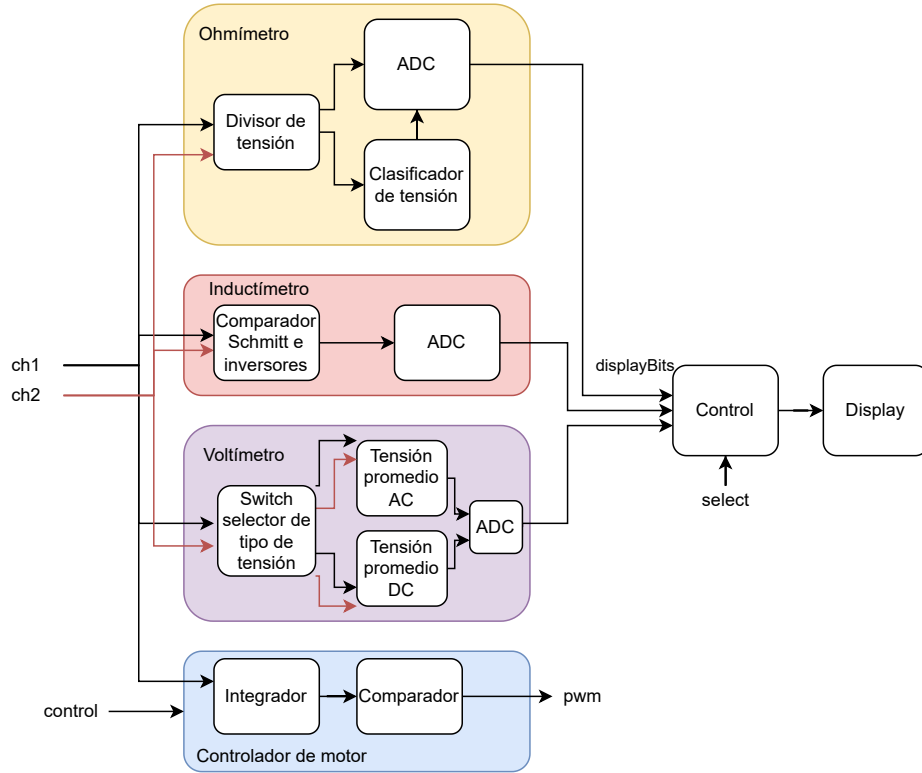 Ohmímetro
ADC
Divisor de
tensión
Clasificador
de tensión
Inductímetro
Comparador
Schmitt e
inversores
ADC
ch1
ch2
displayBits
Control
Display
select
Voltímetro
Switch
selector de
tipo de
tensión
Tensión
promedio
AC
Tensión
promedio
DC
ADC
control
Integrador
Comparador
pwm
Controlador de motor